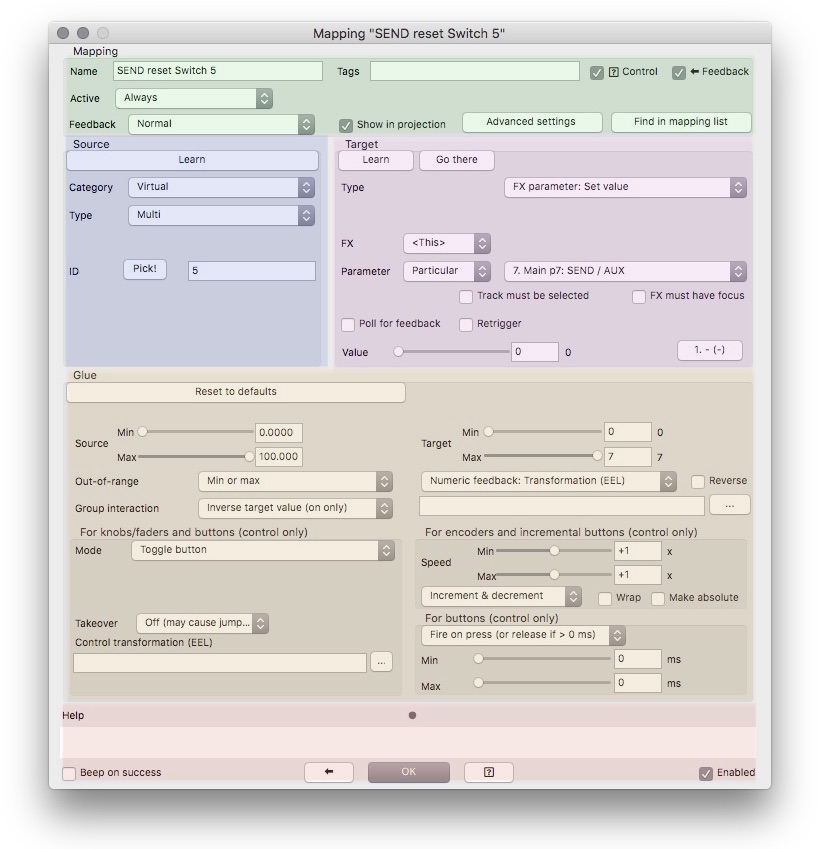 Mapping "SEND reset Switch 5"
Mapping
Name SEND reset Switch 5 Tags ? Control Feedback
Active Always
Feedback Normal Show in projection Advanced settings Find in mapping list
Source Target
Learn Learn Go there
Category Virtual Type FX parameter: Set value
Type Multi
FX <This>
ID Pick! 5 Parameter Particular 7. Main p7: SEND / AUX
Track must be selected FX must have focus
Poll for feedback Retrigger
Value 0 0 1. - (-)
Glue
Reset to defaults
Source Min 0.0000 Target Min 0 0
Max 100.000 Max 7 7
Out-of-range Min or max Numeric feedback: Transformation (EEL) Reverse
Group interaction Inverse target value (on only) ...
For knobs/faders and buttons (control only) For encoders and incremental buttons (control only)
Mode Toggle button Speed Min +1 x
Max +1 x
Increment & decrement Wrap Make absolute
Takeover Off (may cause jump... For buttons (control only)
Control transformation (EEL) Fire on press (or release if > 0 ms)
... Min 0 ms
Max 0 ms
Help
Beep on success OK ? Enabled